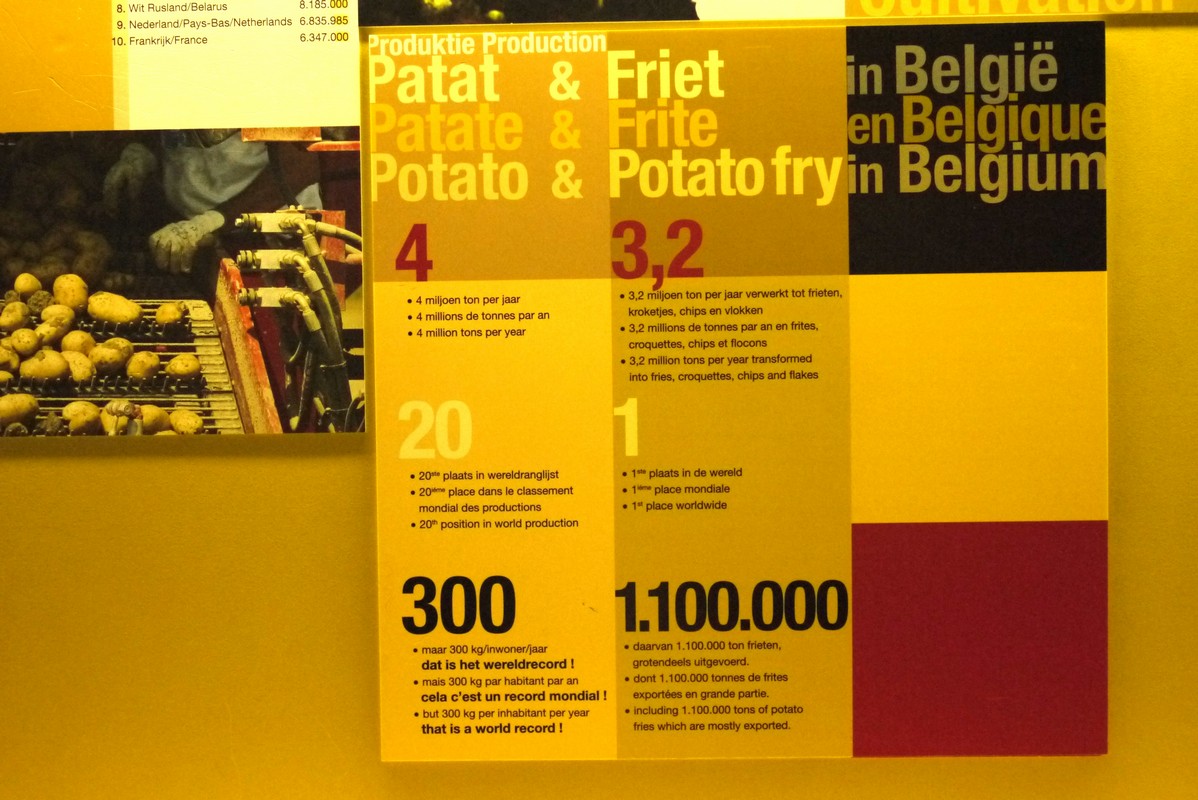 8. Wit Rusland/Belarus 8.185.000
9. Nederland/Pays-Bas/Netherlands 6.835.985
10. Frankrijk/France 6.347.000
Cultivation
Produktie Production
Patat & Friet in België
Patate & Frite en Belgique
Potato & Potato fry in Belgium
4
• 4 miljoen ton per jaar
• 4 millions de tonnes par an
• 4 million tons per year
20
• 20ste plaats in wereldranglijst
• 20ième place dans le classement
mondial des productions
• 20th position in world production
300
• maar 300 kg/inwoner/jaar
dat is het wereldrecord !
• mais 300 kg par habitant par an
cela c'est un record mondial !
• but 300 kg per inhabitant per year
that is a world record !
3,2
• 3,2 miljoen ton per jaar verwerkt tot frieten,
kroketjes, chips en vlokken
• 3,2 millions de tonnes par an en frites,
croquettes, chips et flocons
• 3,2 million tons per year transformed
into fries, croquettes, chips and flakes
1
• 1ste plaats in de wereld
• 1ième place mondiale
• 1st place worldwide
1.100.000
• daarvan 1.100.000 ton frieten,
grotendeels uitgevoerd.
• dont 1.100.000 tonnes de frites
exportées en grande partie.
• including 1.100.000 tons of potato
fries which are mostly exported.